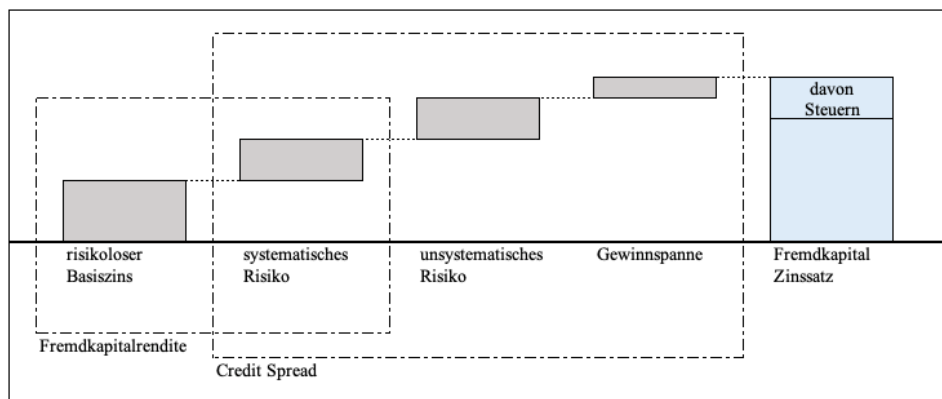 davon
Steuern
risikoloser
Basiszins
systematisches
Risiko
unsystematisches
Risiko
Gewinnspanne
Fremdkapital
Zinssatz
Fremdkapitalrendite
Credit Spread